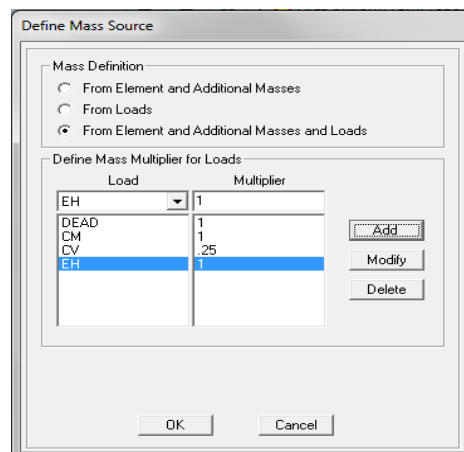 Define Mass Source
Mass Definition
From Element and Additional Masses
From Loads
From Element and Additional Masses and Loads
Define Mass Multiplier for Loads
Load Multiplier
EH 1
DEAD 1
CM 1
CV .25
EH 1
Add
Modify
Delete
OK Cancel